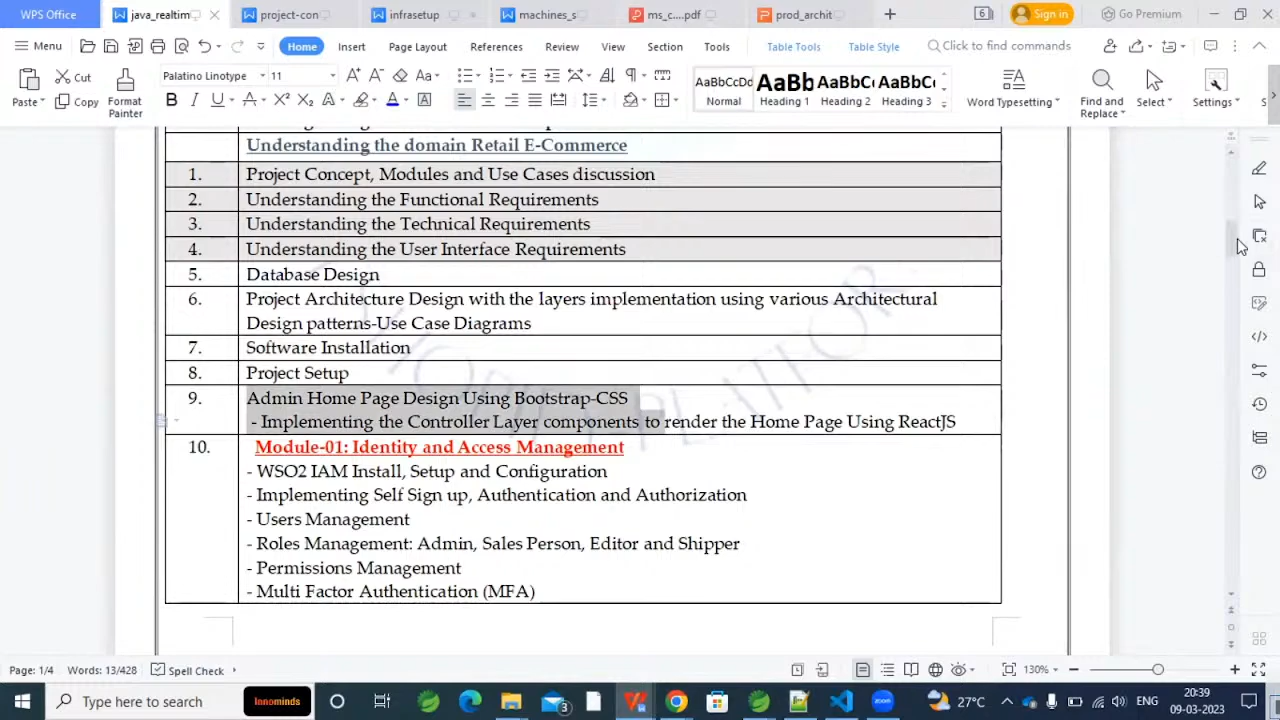 WPS Office
java_realtim
project-con
infrasetup
machines_s
ms_c....pdf
prod_archit
6
Sign in
Go Premium
Menu
Home
Insert
Page Layout
References
Review
View
Section
Tools
Table Tools
Table Style
Click to find commands
Paste
Cut
Copy
Format Painter
Palatino Linotype
11
AaBbCcDd
Normal
AaBb
Heading 1
AaBbC
Heading 2
AaBbC
Heading 3
Word Typesetting
Find and Replace
Select
Settings
Understanding the domain Retail E-Commerce
1. Project Concept, Modules and Use Cases discussion
2. Understanding the Functional Requirements
3. Understanding the Technical Requirements
4. Understanding the User Interface Requirements
5. Database Design
6. Project Architecture Design with the layers implementation using various Architectural
Design patterns-Use Case Diagrams
7. Software Installation
8. Project Setup
9. Admin Home Page Design Using Bootstrap-CSS
- Implementing the Controller Layer components to render the Home Page Using ReactJS
10. Module-01: Identity and Access Management
- WSO2 IAM Install, Setup and Configuration
- Implementing Self Sign up, Authentication and Authorization
- Users Management
- Roles Management: Admin, Sales Person, Editor and Shipper
- Permissions Management
- Multi Factor Authentication (MFA)
Page: 1/4
Words: 13/428
Spell Check
130%
Type here to search
Innominds
3
27°C
ENG
20:39
09-03-2023